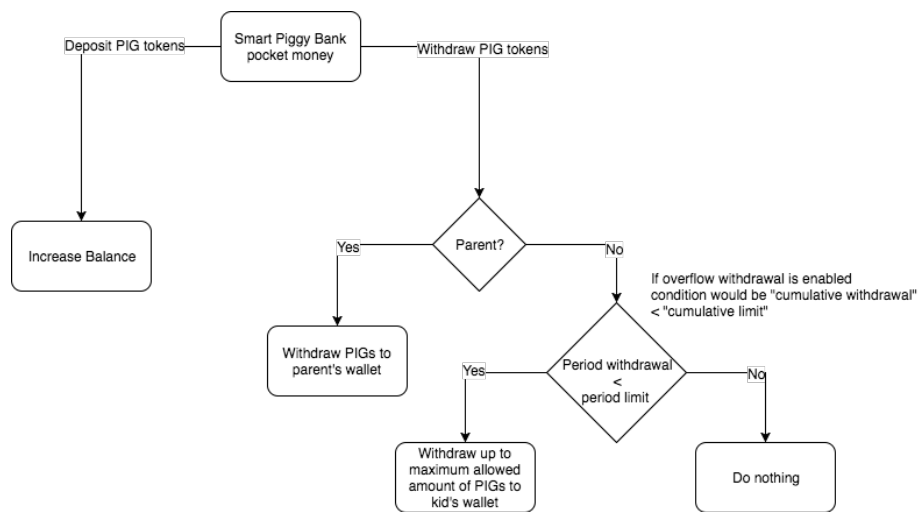 Deposit PIG tokens
Smart Piggy Bank
pocket money
Withdraw PIG tokens
Increase Balance
Yes
Parent?
No
If overflow withdrawal is enabled
condition would be "cumulative withdrawal"
< "cumulative limit"
Withdraw PIGs to
parent's wallet
Yes
Period withdrawal
<
period limit
No
Withdraw up to
maximum allowed
amount of PIGs to
kid's wallet
Do nothing